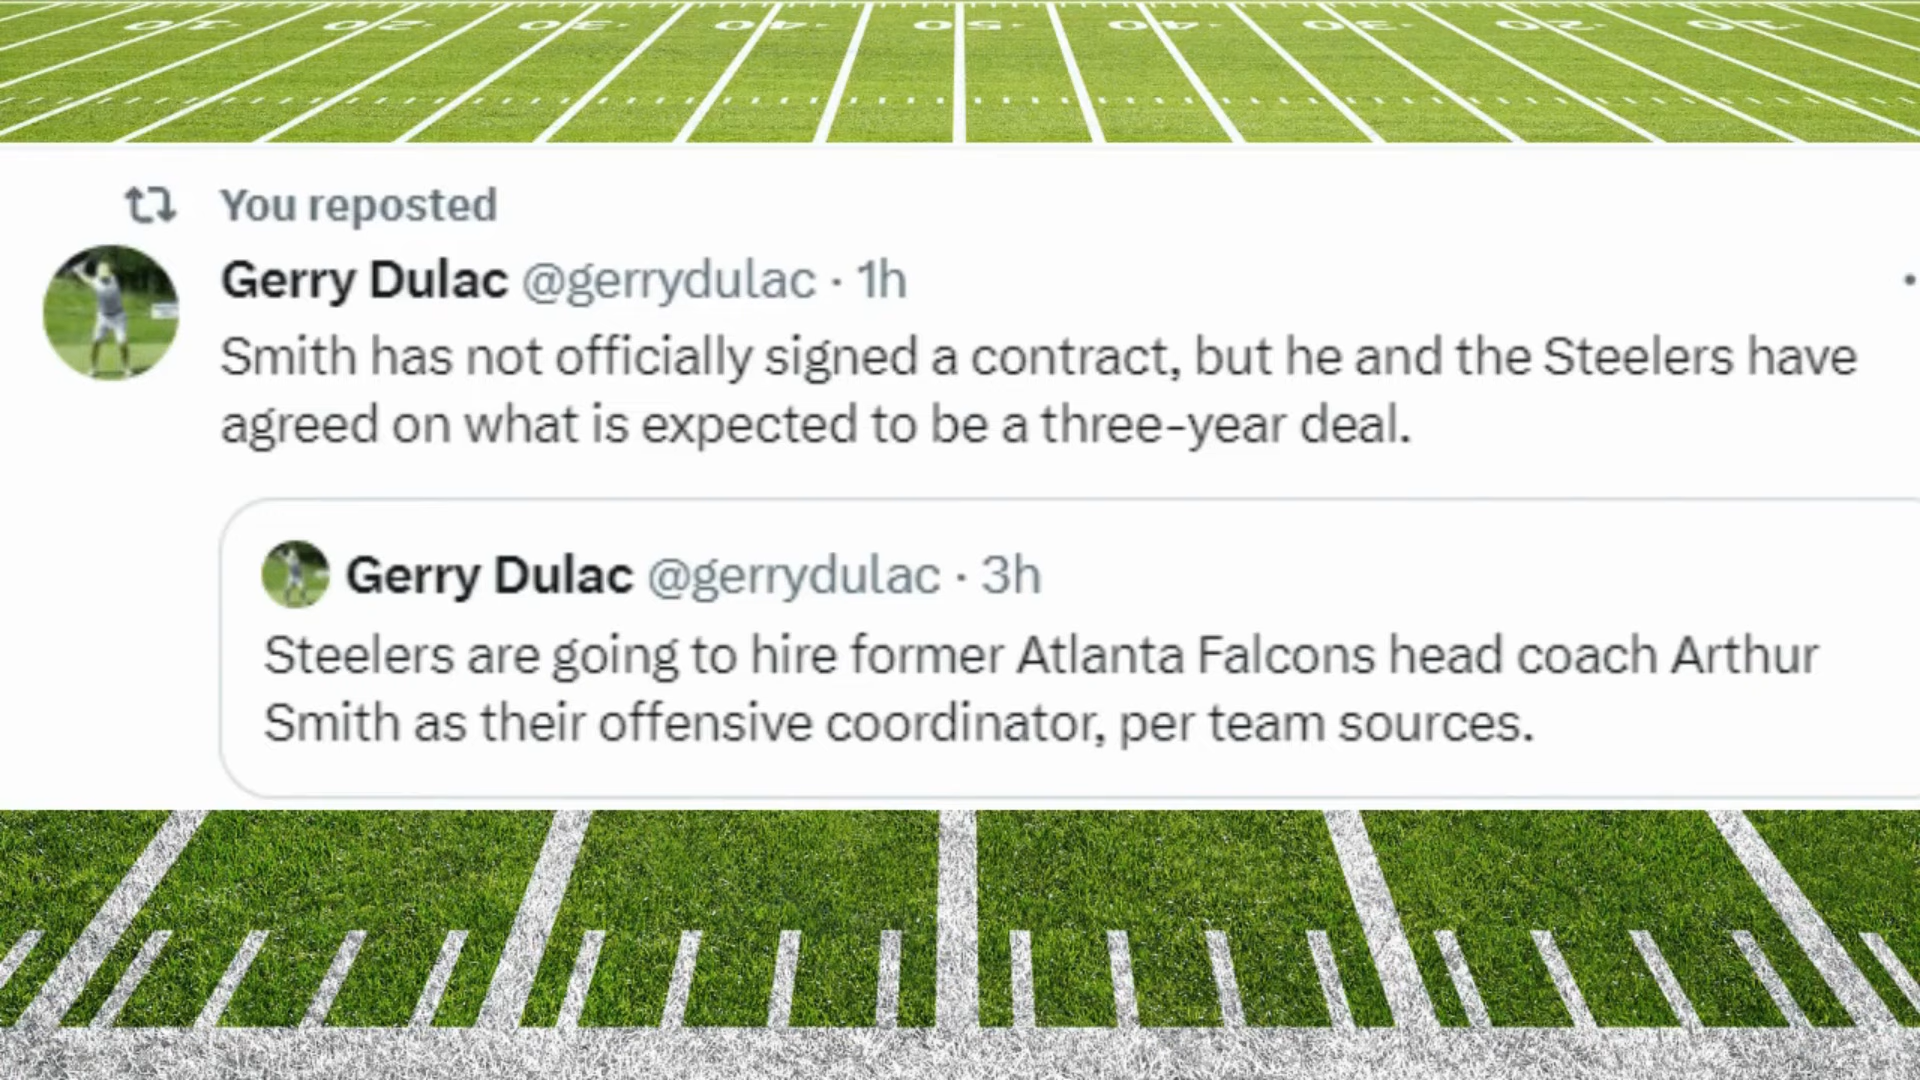 You reposted
Gerry Dulac @gerrydulac · 1h
Smith has not officially signed a contract, but he and the Steelers have
agreed on what is expected to be a three-year deal.
Gerry Dulac @gerrydulac · 3h
Steelers are going to hire former Atlanta Falcons head coach Arthur
Smith as their offensive coordinator, per team sources.